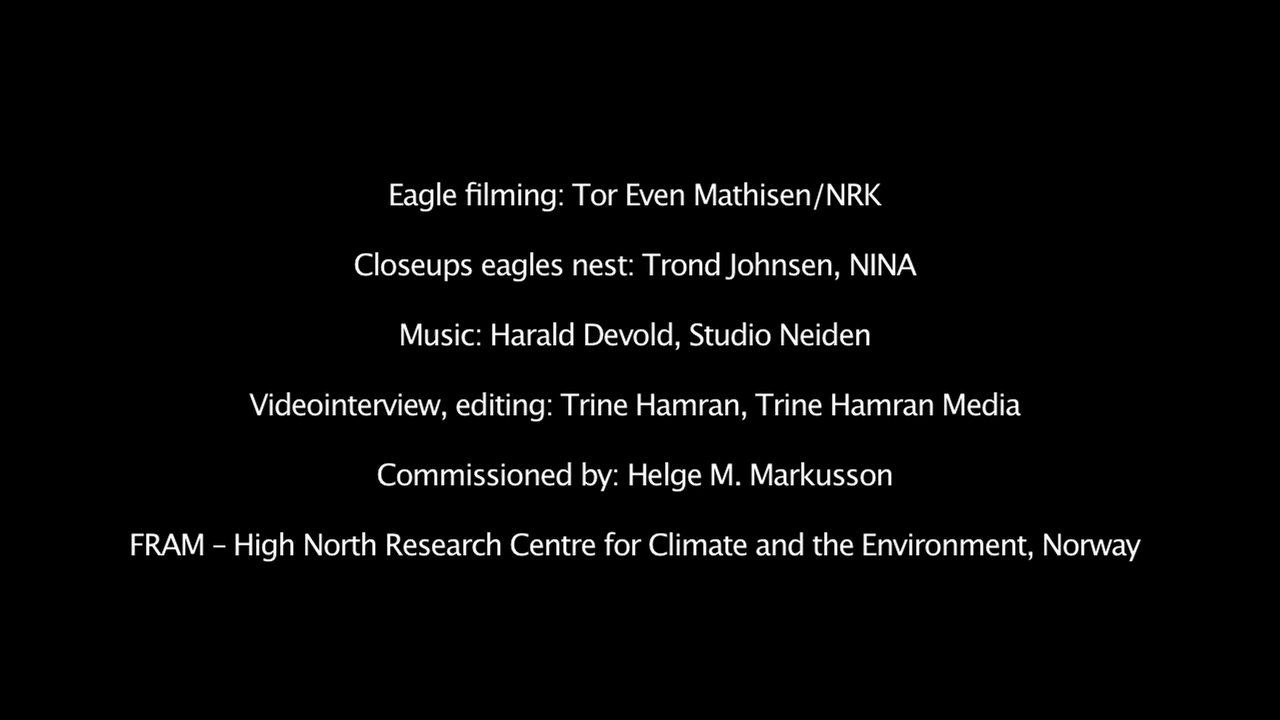 Eagle filming: Tor Even Mathisen/NRK
Closeups eagles nest: Trond Johnsen, NINA
Music: Harald Devold, Studio Neiden
Videointerview, editing: Trine Hamran, Trine Hamran Media
Commissioned by: Helge M. Markusson
FRAM – High North Research Centre for Climate and the Environment, Norway